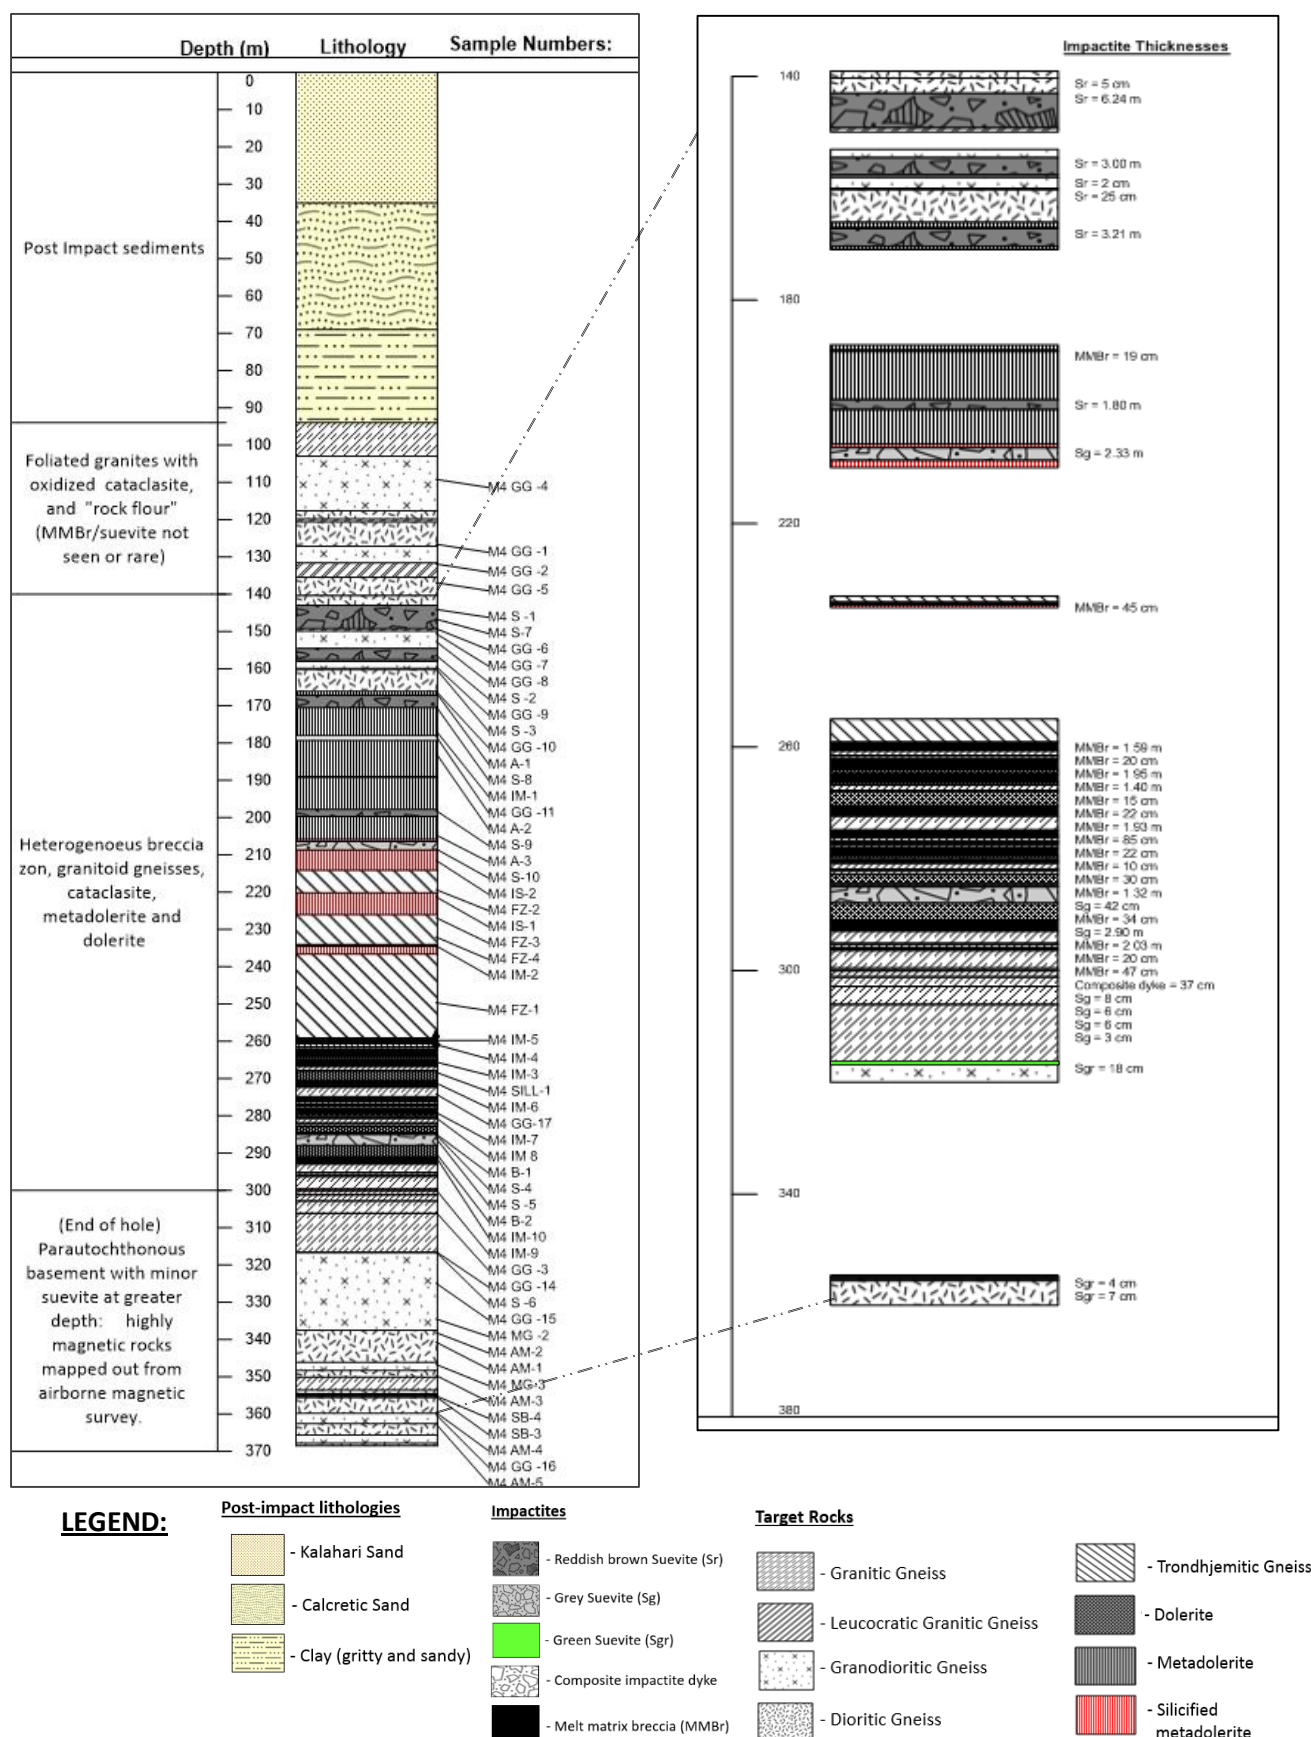 Depth (m) Lithology Sample Numbers:
0
10
20
30
40
50
60
70
80
90
100
110
120
130
140
150
160
170
180
190
200
210
220
230
240
250
260
270
280
290
300
310
320
330
340
350
360
370
Post Impact sediments
Foliated granites with
oxidized cataclasite,
and "rock flour"
(MMBr/suevite not
seen or rare)
Heterogenoeus breccia
zon, granitoid gneisses,
cataclasite,
metadolerite and
dolerite
(End of hole)
Parautochthonous
basement with minor
suevite at greater
depth: highly
magnetic rocks
mapped out from
airborne magnetic
survey.
M4 GG -4
M4 GG -1
M4 GG -2
M4 GG -5
M4 S -1
M4 S-7
M4 GG -6
M4 GG -7
M4 GG -8
M4 S -2
M4 GG -9
M4 S -3
M4 GG -10
M4 A-1
M4 S-8
M4 IM-1
M4 GG -11
M4 A-2
M4 S-9
M4 A-3
M4 S-10
M4 IS-2
M4 FZ-2
M4 IS-1
M4 FZ-3
M4 FZ-4
M4 IM-2
M4 FZ-1
M4 IM-5
M4 IM-4
M4 IM-3
M4 SILL-1
M4 IM-6
M4 GG-17
M4 IM-7
M4 IM 8
M4 B-1
M4 S-4
M4 S -5
M4 B-2
M4 IM-10
M4 IM-9
M4 GG -3
M4 GG -14
M4 S -6
M4 GG -15
M4 MG -2
M4 AM-2
M4 AM-1
M4 MG-3
M4 AM-3
M4 SB-4
M4 SB-3
M4 AM-4
M4 GG -16
M4 AM-5
Impactite Thicknesses
140
180
220
260
300
340
380
Sr = 5 cm
Sr = 6.24 m
Sr = 3.00 m
Sr = 2 cm
Sr = 25 cm
Sr = 3.21 m
MMBr = 19 cm
Sr = 1.80 m
Sg = 2.33 m
MMBr = 45 cm
MMBr = 1.59 m
MMBr = 20 cm
MMBr = 1.95 m
MMBr = 1.40 m
MMBr = 15 cm
MMBr = 22 cm
MMBr = 1.93 m
MMBr = 85 cm
MMBr = 22 cm
MMBr = 10 cm
MMBr = 30 cm
MMBr = 1.32 m
Sg = 42 cm
MMBr = 34 cm
Sg = 2.90 m
MMBr = 2.03 m
MMBr = 20 cm
MMBr = 47 cm
Composite dyke = 37 cm
Sg = 8 cm
Sg = 6 cm
Sg = 6 cm
Sg = 3 cm
Sgr = 18 cm
Sgr = 4 cm
Sgr = 7 cm
LEGEND:
Post-impact lithologies
- Kalahari Sand
- Calcretic Sand
- Clay (gritty and sandy)
Impactites
- Reddish brown Suevite (Sr)
- Grey Suevite (Sg)
- Green Suevite (Sgr)
- Composite impactite dyke
- Melt matrix breccia (MMBr)
Target Rocks
- Granitic Gneiss
- Leucocratic Granitic Gneiss
- Granodioritic Gneiss
- Dioritic Gneiss
- Trondhjemitic Gneiss
- Dolerite
- Metadolerite
- Silicified
metadolerite